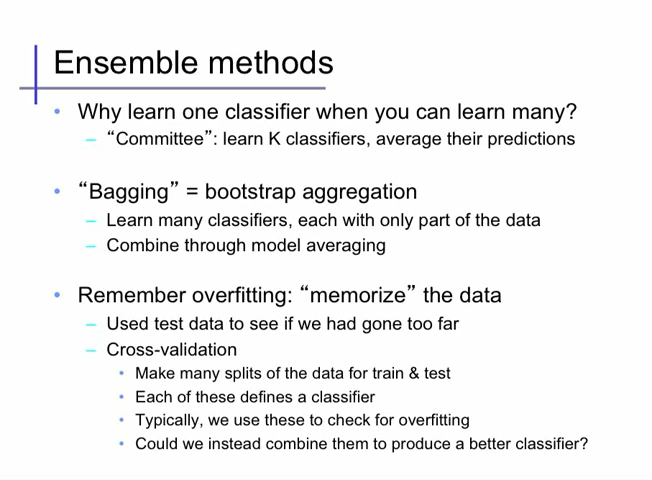 Ensemble methods
• Why learn one classifier when you can learn many?
– “Committee”: learn K classifiers, average their predictions
• “Bagging” = bootstrap aggregation
– Learn many classifiers, each with only part of the data
– Combine through model averaging
• Remember overfitting: “memorize” the data
– Used test data to see if we had gone too far
– Cross-validation
• Make many splits of the data for train & test
• Each of these defines a classifier
• Typically, we use these to check for overfitting
• Could we instead combine them to produce a better classifier?